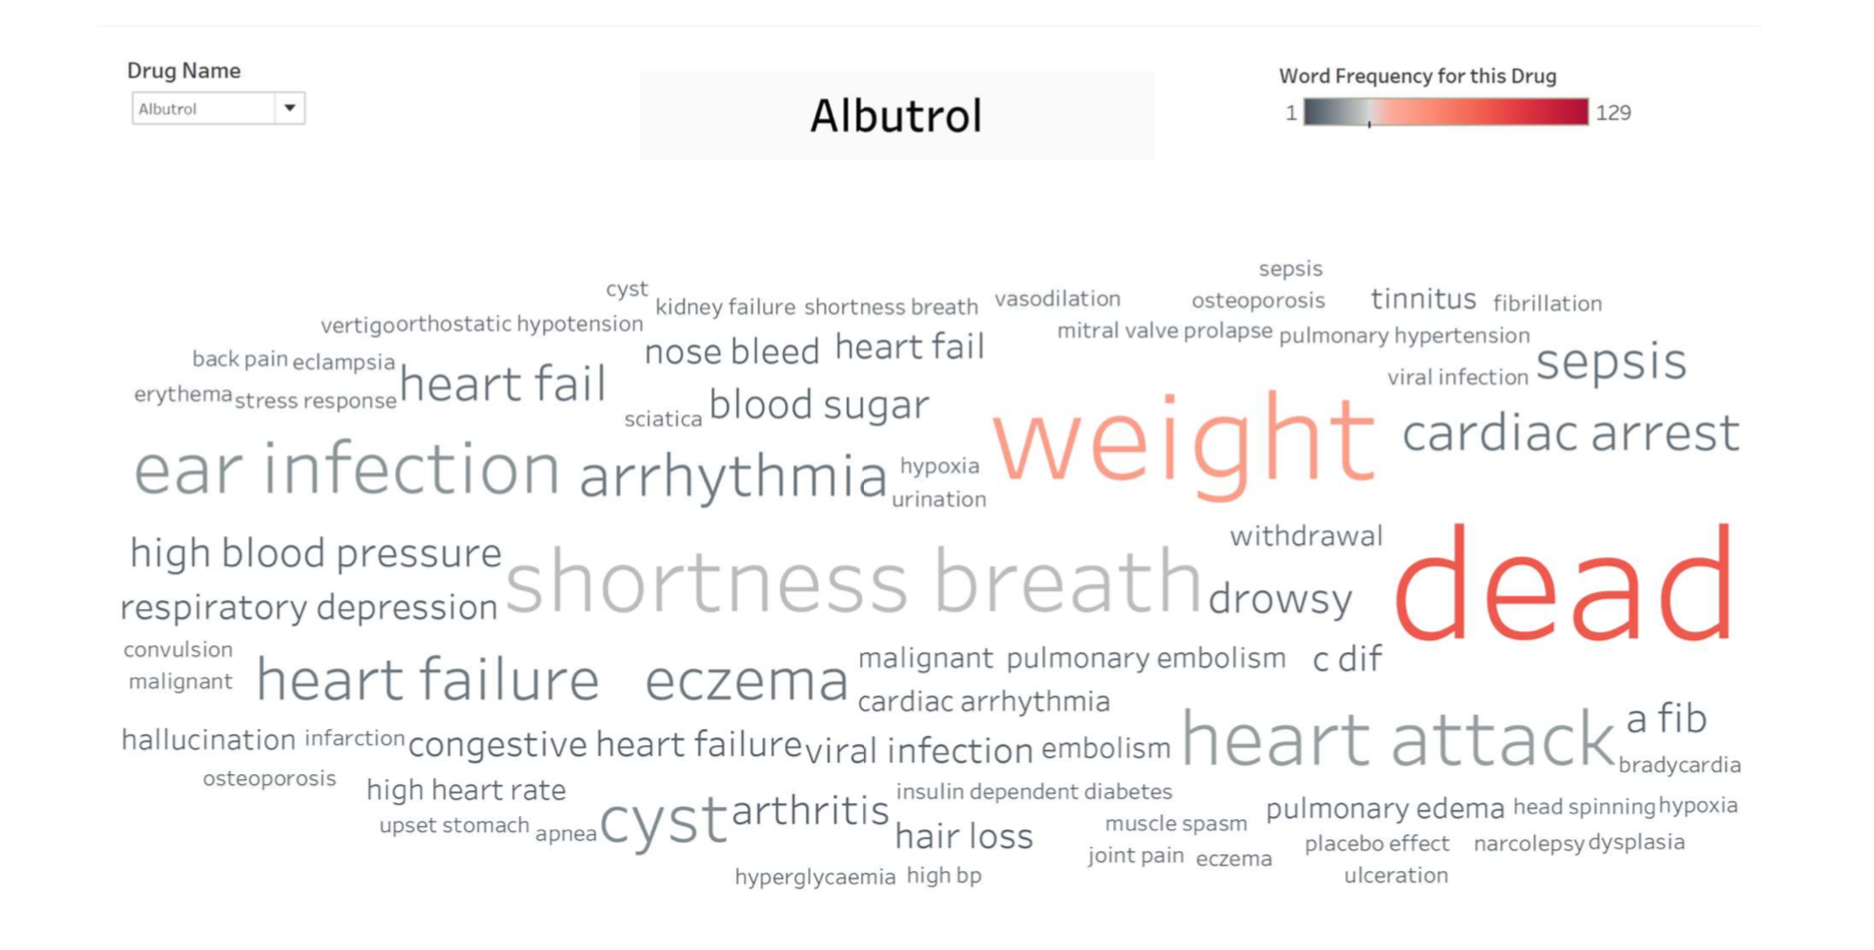 Drug Name
Albutrol
Albutrol
Word Frequency for this Drug
1 129
sepsis
cyst kidney failure shortness breath vasodilation osteoporosis tinnitus fibrillation
vertigo orthostatic hypotension mitral valve prolapse pulmonary hypertension
back pain eclampsia heart fail nose bleed heart fail viral infection sepsis
erythema stress response sciatica blood sugar weight cardiac arrest
ear infection arrhythmia hypoxia
urination
high blood pressure shortness breath withdrawal dead
respiratory depression drowsy
convulsion heart failure eczema malignant pulmonary embolism c dif
malignant cardiac arrhythmia
hallucination infarction congestive heart failure viral infection embolism heart attack a fib
bradycardia
osteoporosis high heart rate cyst arthritis insulin dependent diabetes pulmonary edema head spinning hypoxia
upset stomach apnea hair loss muscle spasm placebo effect narcolepsy dysplasia
joint pain eczema
hyperglycaemia high bp ulceration